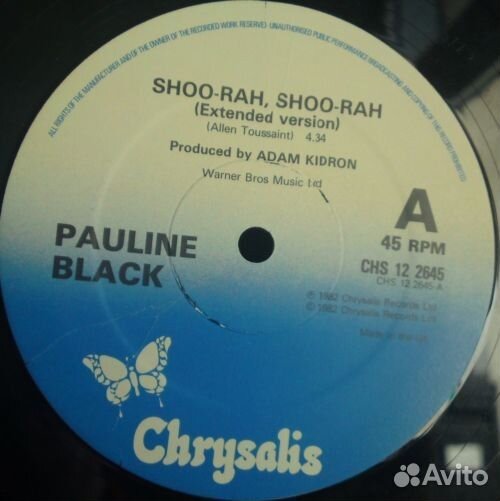 ALL RIGHTS OF THE MANUFACTURER AND OF THE OWNER OF THE RECORDED WORK RESERVED · UNAUTHORISED PUBLIC PERFORMANCE BROADCASTING AND COPYING OF THIS RECORD PROHIBITED
SHOO-RAH, SHOO-RAH
(Extended version)
(Allen Toussaint) 4.34
Produced by ADAM KIDRON
Warner Bros Music Ltd
A
45 RPM
PAULINE
BLACK
CHS 12 2645
CHS 12 2645-A
℗ 1982 Chrysalis Records Ltd
© 1982 Chrysalis Records Ltd
Made in the UK
Chrysalis
Avito